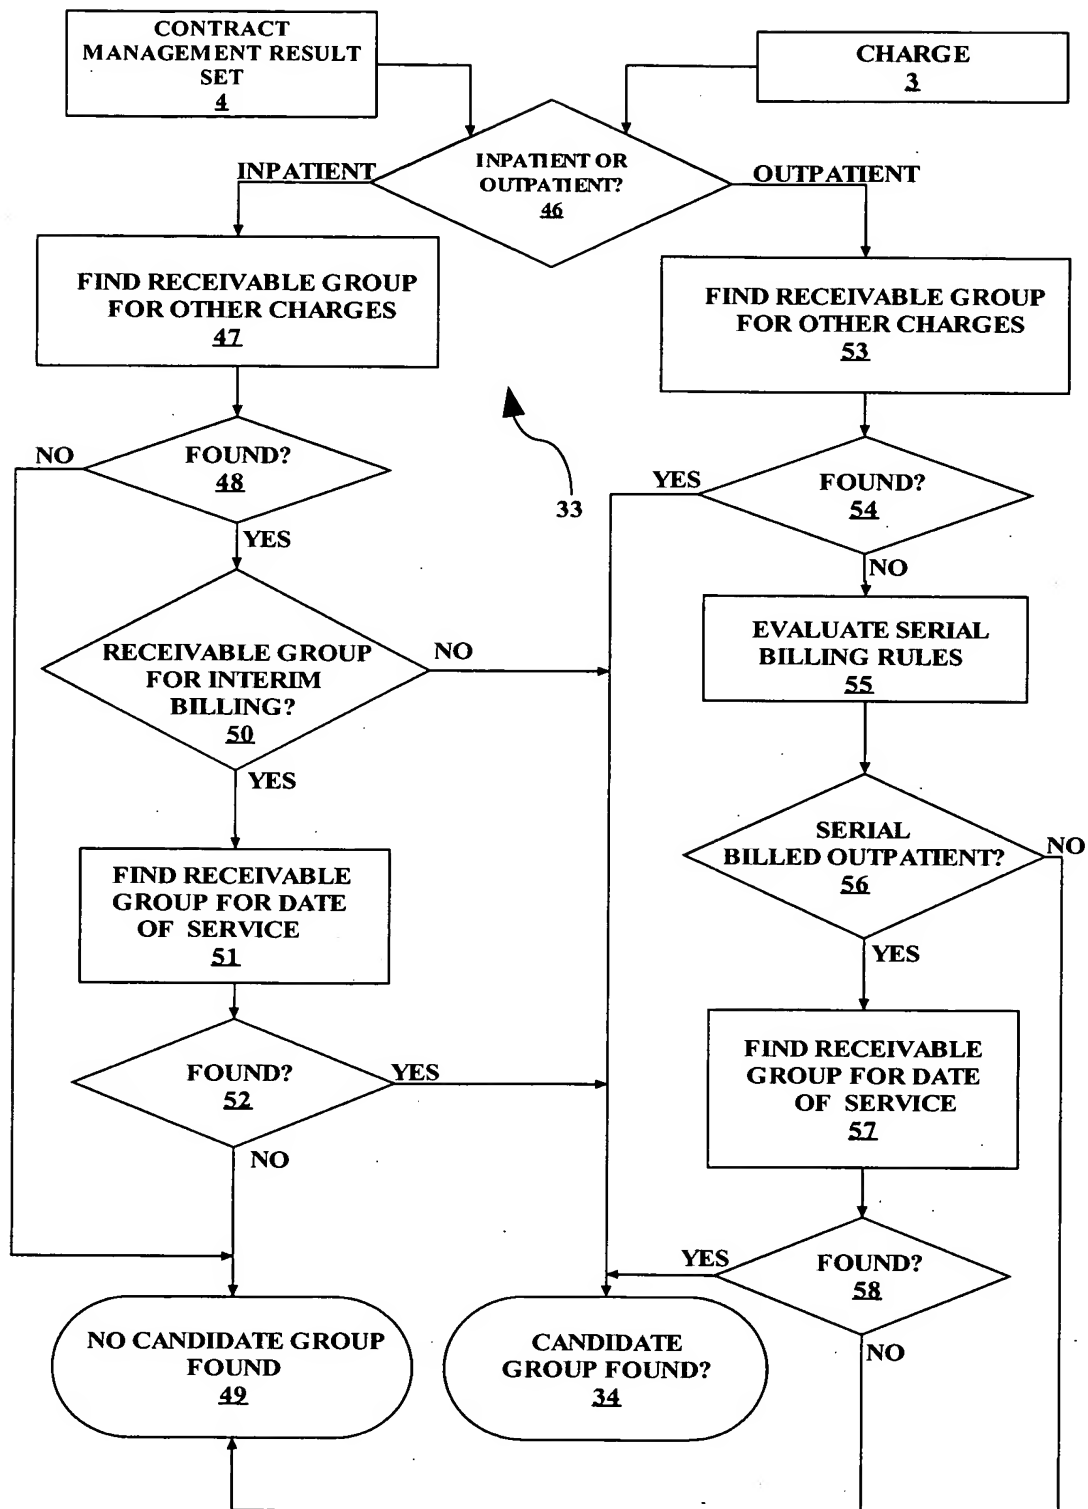 CONTRACT
MANAGEMENT RESULT
SET
4
CHARGE
3
INPATIENT OR
OUTPATIENT?
46
INPATIENT
OUTPATIENT
FIND RECEIVABLE GROUP
FOR OTHER CHARGES
47
FIND RECEIVABLE GROUP
FOR OTHER CHARGES
53
NO
FOUND?
48
YES
33
YES
FOUND?
54
NO
RECEIVABLE GROUP
FOR INTERIM
BILLING?
50
NO
YES
EVALUATE SERIAL
BILLING RULES
55
FIND RECEIVABLE
GROUP FOR DATE
OF SERVICE
51
SERIAL
BILLED OUTPATIENT?
56
NO
YES
FOUND?
52
YES
NO
FIND RECEIVABLE
GROUP FOR DATE
OF SERVICE
57
YES
FOUND?
58
NO
NO CANDIDATE GROUP
FOUND
49
CANDIDATE
GROUP FOUND?
34